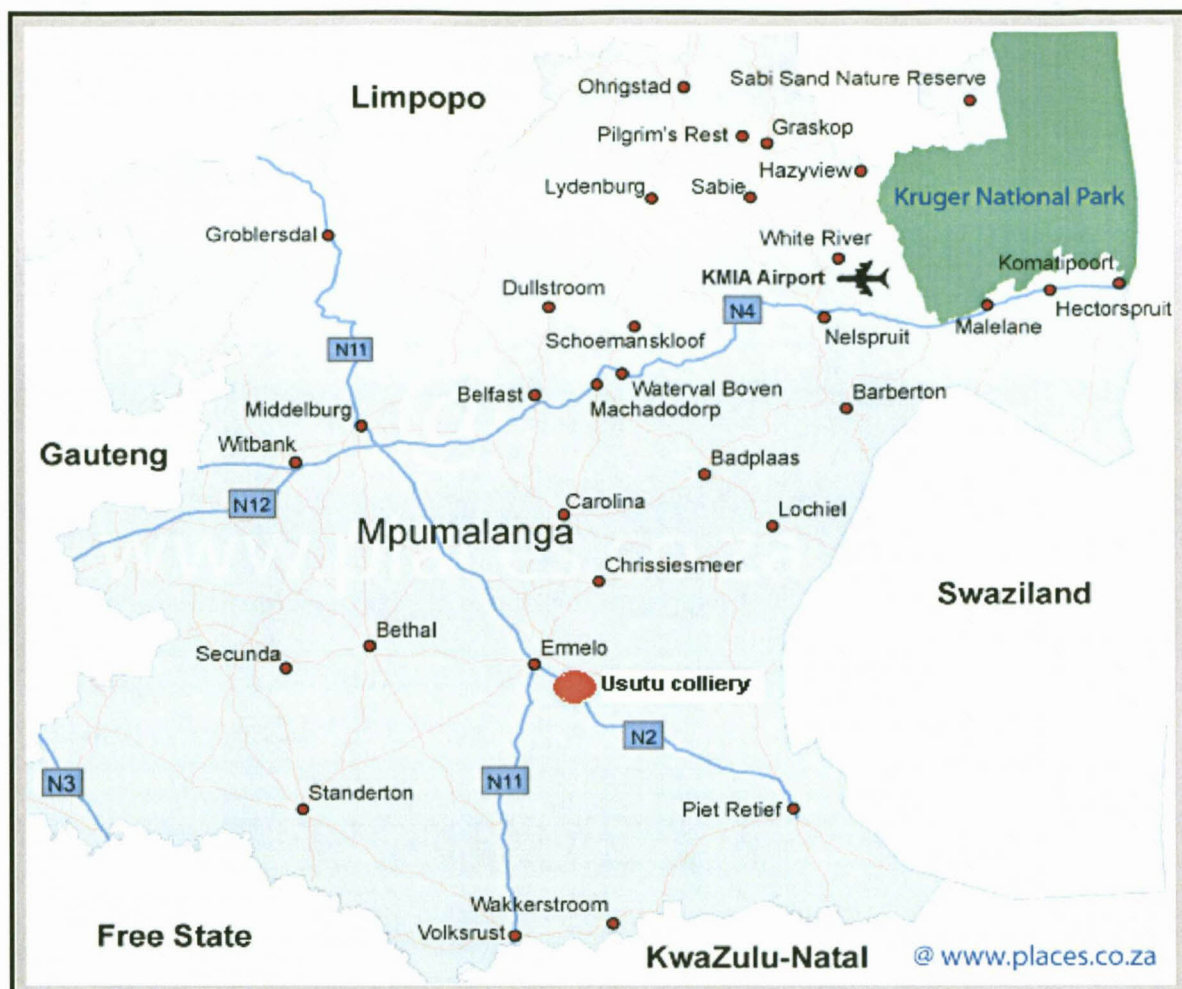 Limpopo
Ohrigstad
Sabi Sand Nature Reserve
Pilgrim's Rest
Graskop
Hazyview
Lydenburg
Sabie
Kruger National Park
Groblersdal
White River
KMIA Airport
Komatipoort
Dullstroom
N4
Hectorspruit
Schoemanskloof
Nelspruit
Malelane
N11
Waterval Boven
Belfast
Machadodorp
Barberton
Middelburg
Witbank
Gauteng
Badplaas
N12
Carolina
Lochiel
Mpumalanga
Chrissiesmeer
Swaziland
Bethal
Ermelo
Secunda
Usutu colliery
N2
N3
N11
Standerton
Piet Retief
Wakkerstroom
Free State
Volksrust
KwaZulu-Natal
@ www.places.co.za